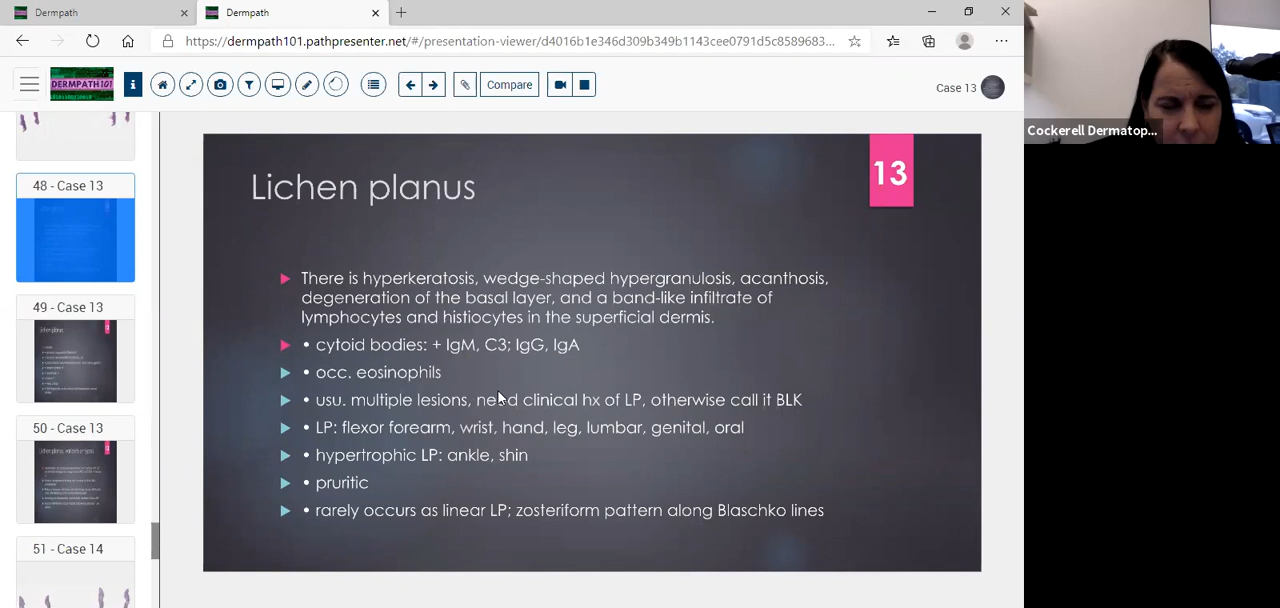 Dermpath
Dermpath
https://dermpath101.pathpresenter.net/#/presentation-viewer/d4016b1e346d309b349b1143cee0791d5c8589683...
DERMPATH 101
Compare
Case 13
Cockerell Dermatop...
48 - Case 13
49 - Case 13
50 - Case 13
51 - Case 14
13
Lichen planus
There is hyperkeratosis, wedge-shaped hypergranulosis, acanthosis,
degeneration of the basal layer, and a band-like infiltrate of
lymphocytes and histiocytes in the superficial dermis.
• cytoid bodies: + IgM, C3; IgG, IgA
• occ. eosinophils
• usu. multiple lesions, need clinical hx of LP, otherwise call it BLK
• LP: flexor forearm, wrist, hand, leg, lumbar, genital, oral
• hypertrophic LP: ankle, shin
• pruritic
• rarely occurs as linear LP; zosteriform pattern along Blaschko lines